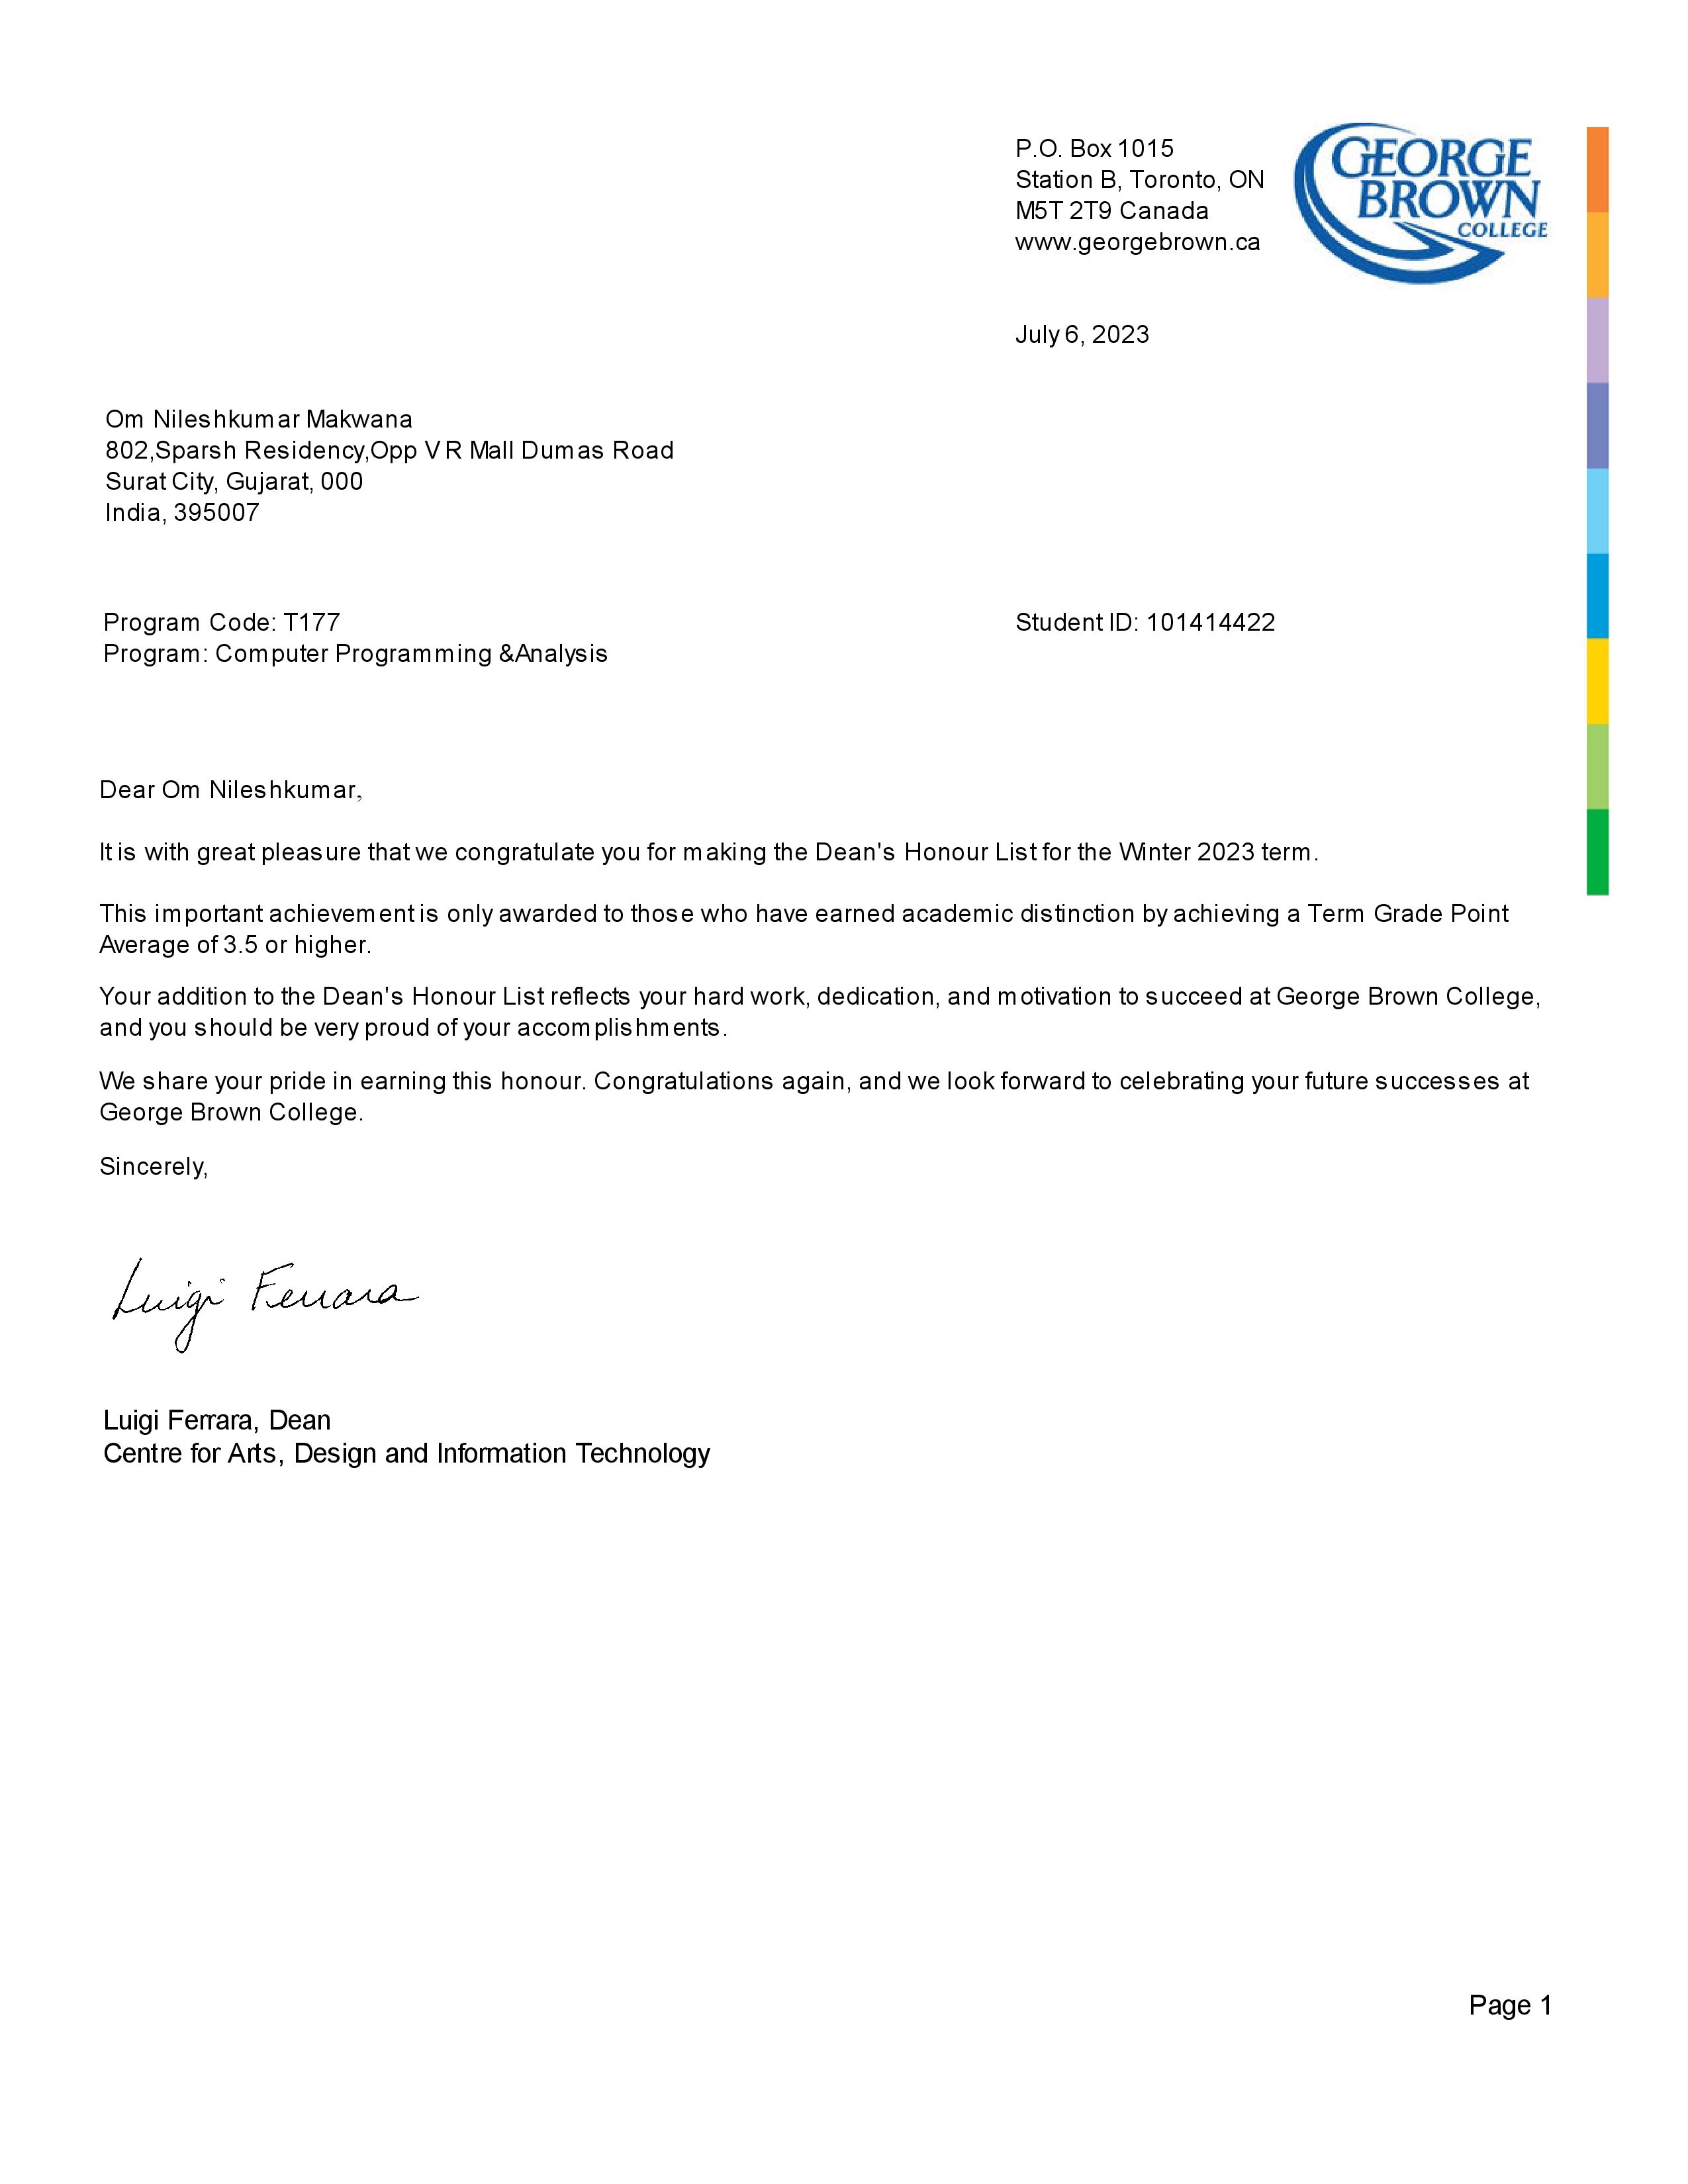 P.O. Box 1015
Station B, Toronto, ON
M5T 2T9 Canada
www.georgebrown.ca
GEORGE
BROWN
COLLEGE
July 6, 2023
Om Nileshkumar Makwana
802,Sparsh Residency,Opp V R Mall Dumas Road
Surat City, Gujarat, 000
India, 395007
Program Code: T177
Student ID: 101414422
Program: Computer Programming &Analysis
Dear Om Nileshkumar,
It is with great pleasure that we congratulate you for making the Dean's Honour List for the Winter 2023 term.
This important achievement is only awarded to those who have earned academic distinction by achieving a Term Grade Point
Average of 3.5 or higher.
Your addition to the Dean's Honour List reflects your hard work, dedication, and motivation to succeed at George Brown College,
and you should be very proud of your accomplishments.
We share your pride in earning this honour. Congratulations again, and we look forward to celebrating your future successes at
George Brown College.
Sincerely,
Luigi Ferrara
Luigi Ferrara, Dean
Centre for Arts, Design and Information Technology
Page 1